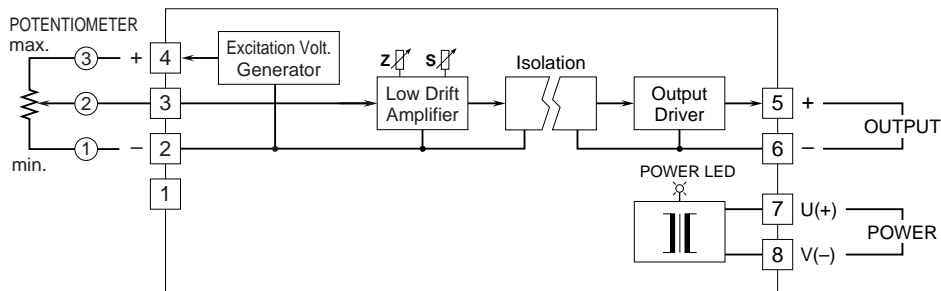 POTENTIOMETER
max.
3 + 4
Excitation Volt.
Generator
Z S
Isolation
2 3
Low Drift
Amplifier
Output
Driver
5 +
OUTPUT
1 – 2
6 –
min.
1
POWER LED
7 U(+)
POWER
8 V(–)